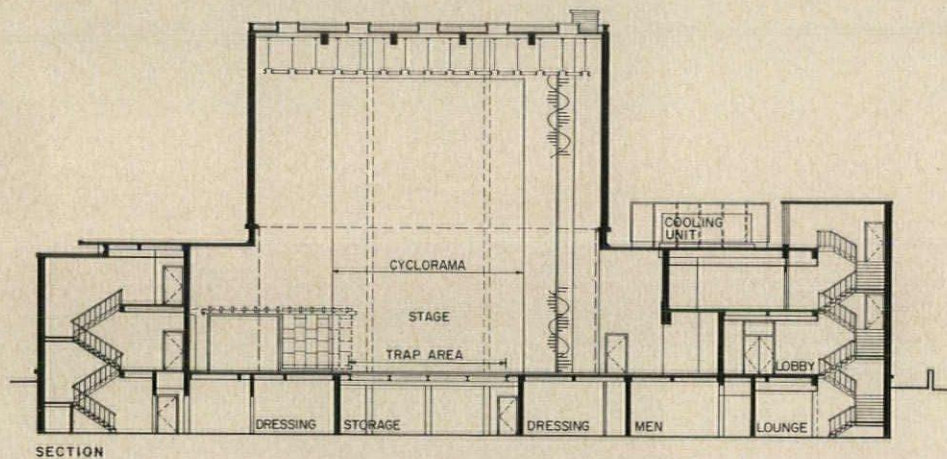 COOLING
UNIT
CYCLORAMA
STAGE
TRAP AREA
LOBBY
DRESSING
STORAGE
DRESSING
MEN
LOUNGE
SECTION